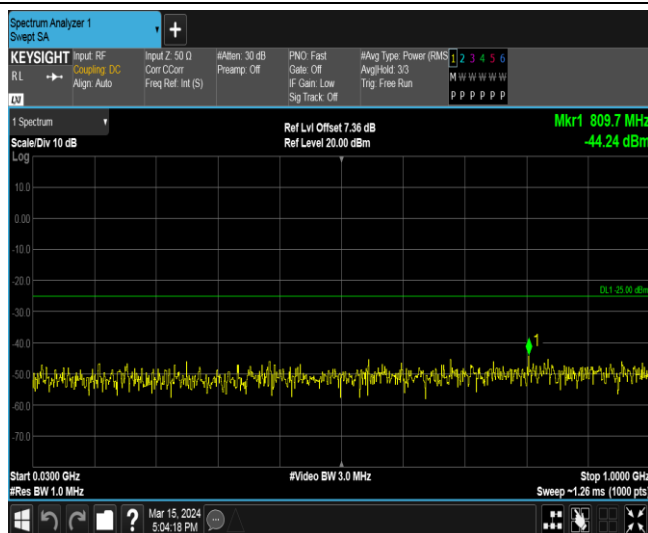 Spectrum Analyzer 1
Swept SA
+
KEYSIGHT
Input: RF
Input Z: 50 Ω
#Atten: 30 dB
PNO: Fast
#Avg Type: Power (RMS
1 2 3 4 5 6
R L
Coupling: DC
Corr CCorr
Preamp: Off
Gate: Off
Avg|Hold: 3/3
M W W W W W
Align: Auto
Freq Ref: Int (S)
IF Gain: Low
Trig: Free Run
Sig Track: Off
P P P P P P
LXI
1 Spectrum
Ref Lvl Offset 7.36 dB
Mkr1 809.7 MHz
Scale/Div 10 dB
Ref Level 20.00 dBm
-44.24 dBm
Log
10.0
0.00
-10.0
-20.0
DL1 -25.00 dBm
-30.0
-40.0
1
-50.0
-60.0
-70.0
Start 0.0300 GHz
#Video BW 3.0 MHz
Stop 1.0000 GHz
#Res BW 1.0 MHz
Sweep ~1.26 ms (1000 pts)
?
Mar 15, 2024
5:04:18 PM